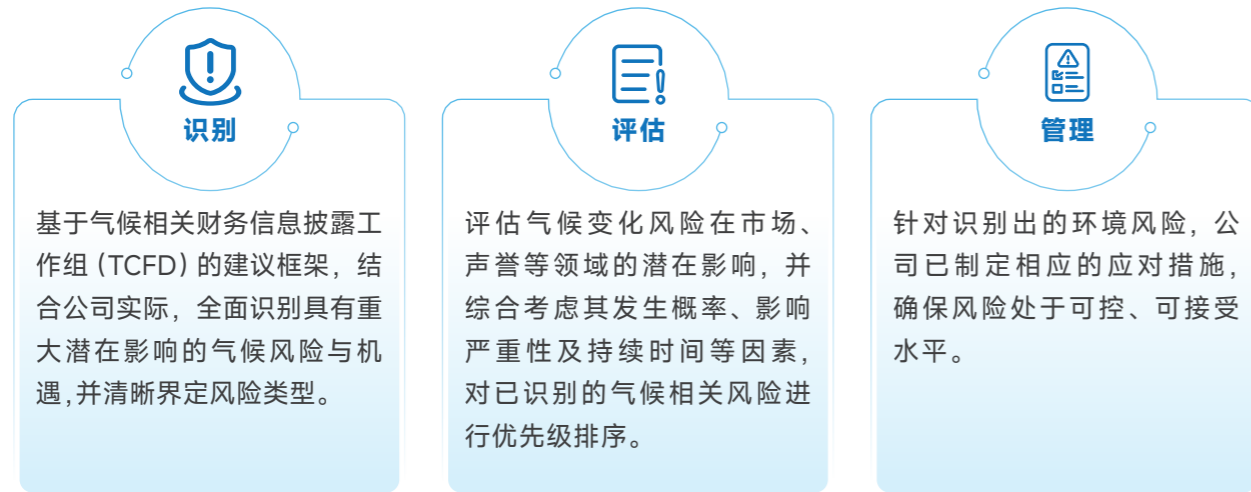 识别
基于气候相关财务信息披露工
作组（TCFD）的建议框架，结
合公司实际，全面识别具有重
大潜在影响的气候风险与机
遇，并清晰界定风险类型。
评估
评估气候变化风险在市场、
声誉等领域的潜在影响，并
综合考虑其发生概率、影响
严重性及持续时间等因素，
对已识别的气候相关风险进
行优先级排序。
管理
针对识别出的环境风险，公
司已制定相应的应对措施，
确保风险处于可控、可接受
水平。